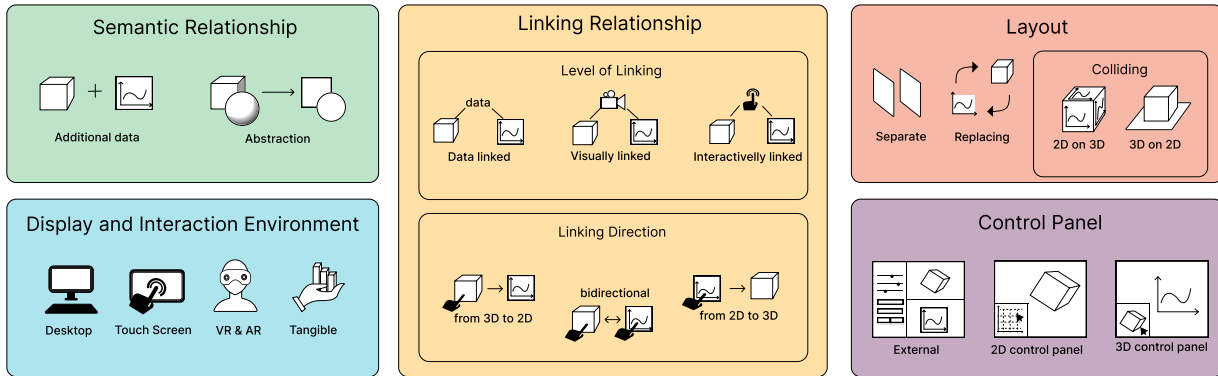 Semantic Relationship
Additional data
Abstraction
Linking Relationship
Level of Linking
data
Data linked
Visually linked
Interactivelly linked
Linking Direction
from 3D to 2D
bidirectional
from 2D to 3D
Layout
Separate
Replacing
Colliding
2D on 3D
3D on 2D
Display and Interaction Environment
Desktop
Touch Screen
VR & AR
Tangible
Control Panel
External
2D control panel
3D control panel